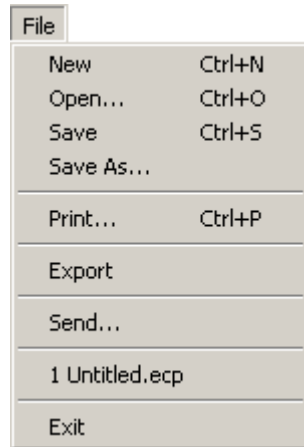 File
New Ctrl+N
Open... Ctrl+O
Save Ctrl+S
Save As...
Print... Ctrl+P
Export
Send...
1 Untitled.ecp
Exit